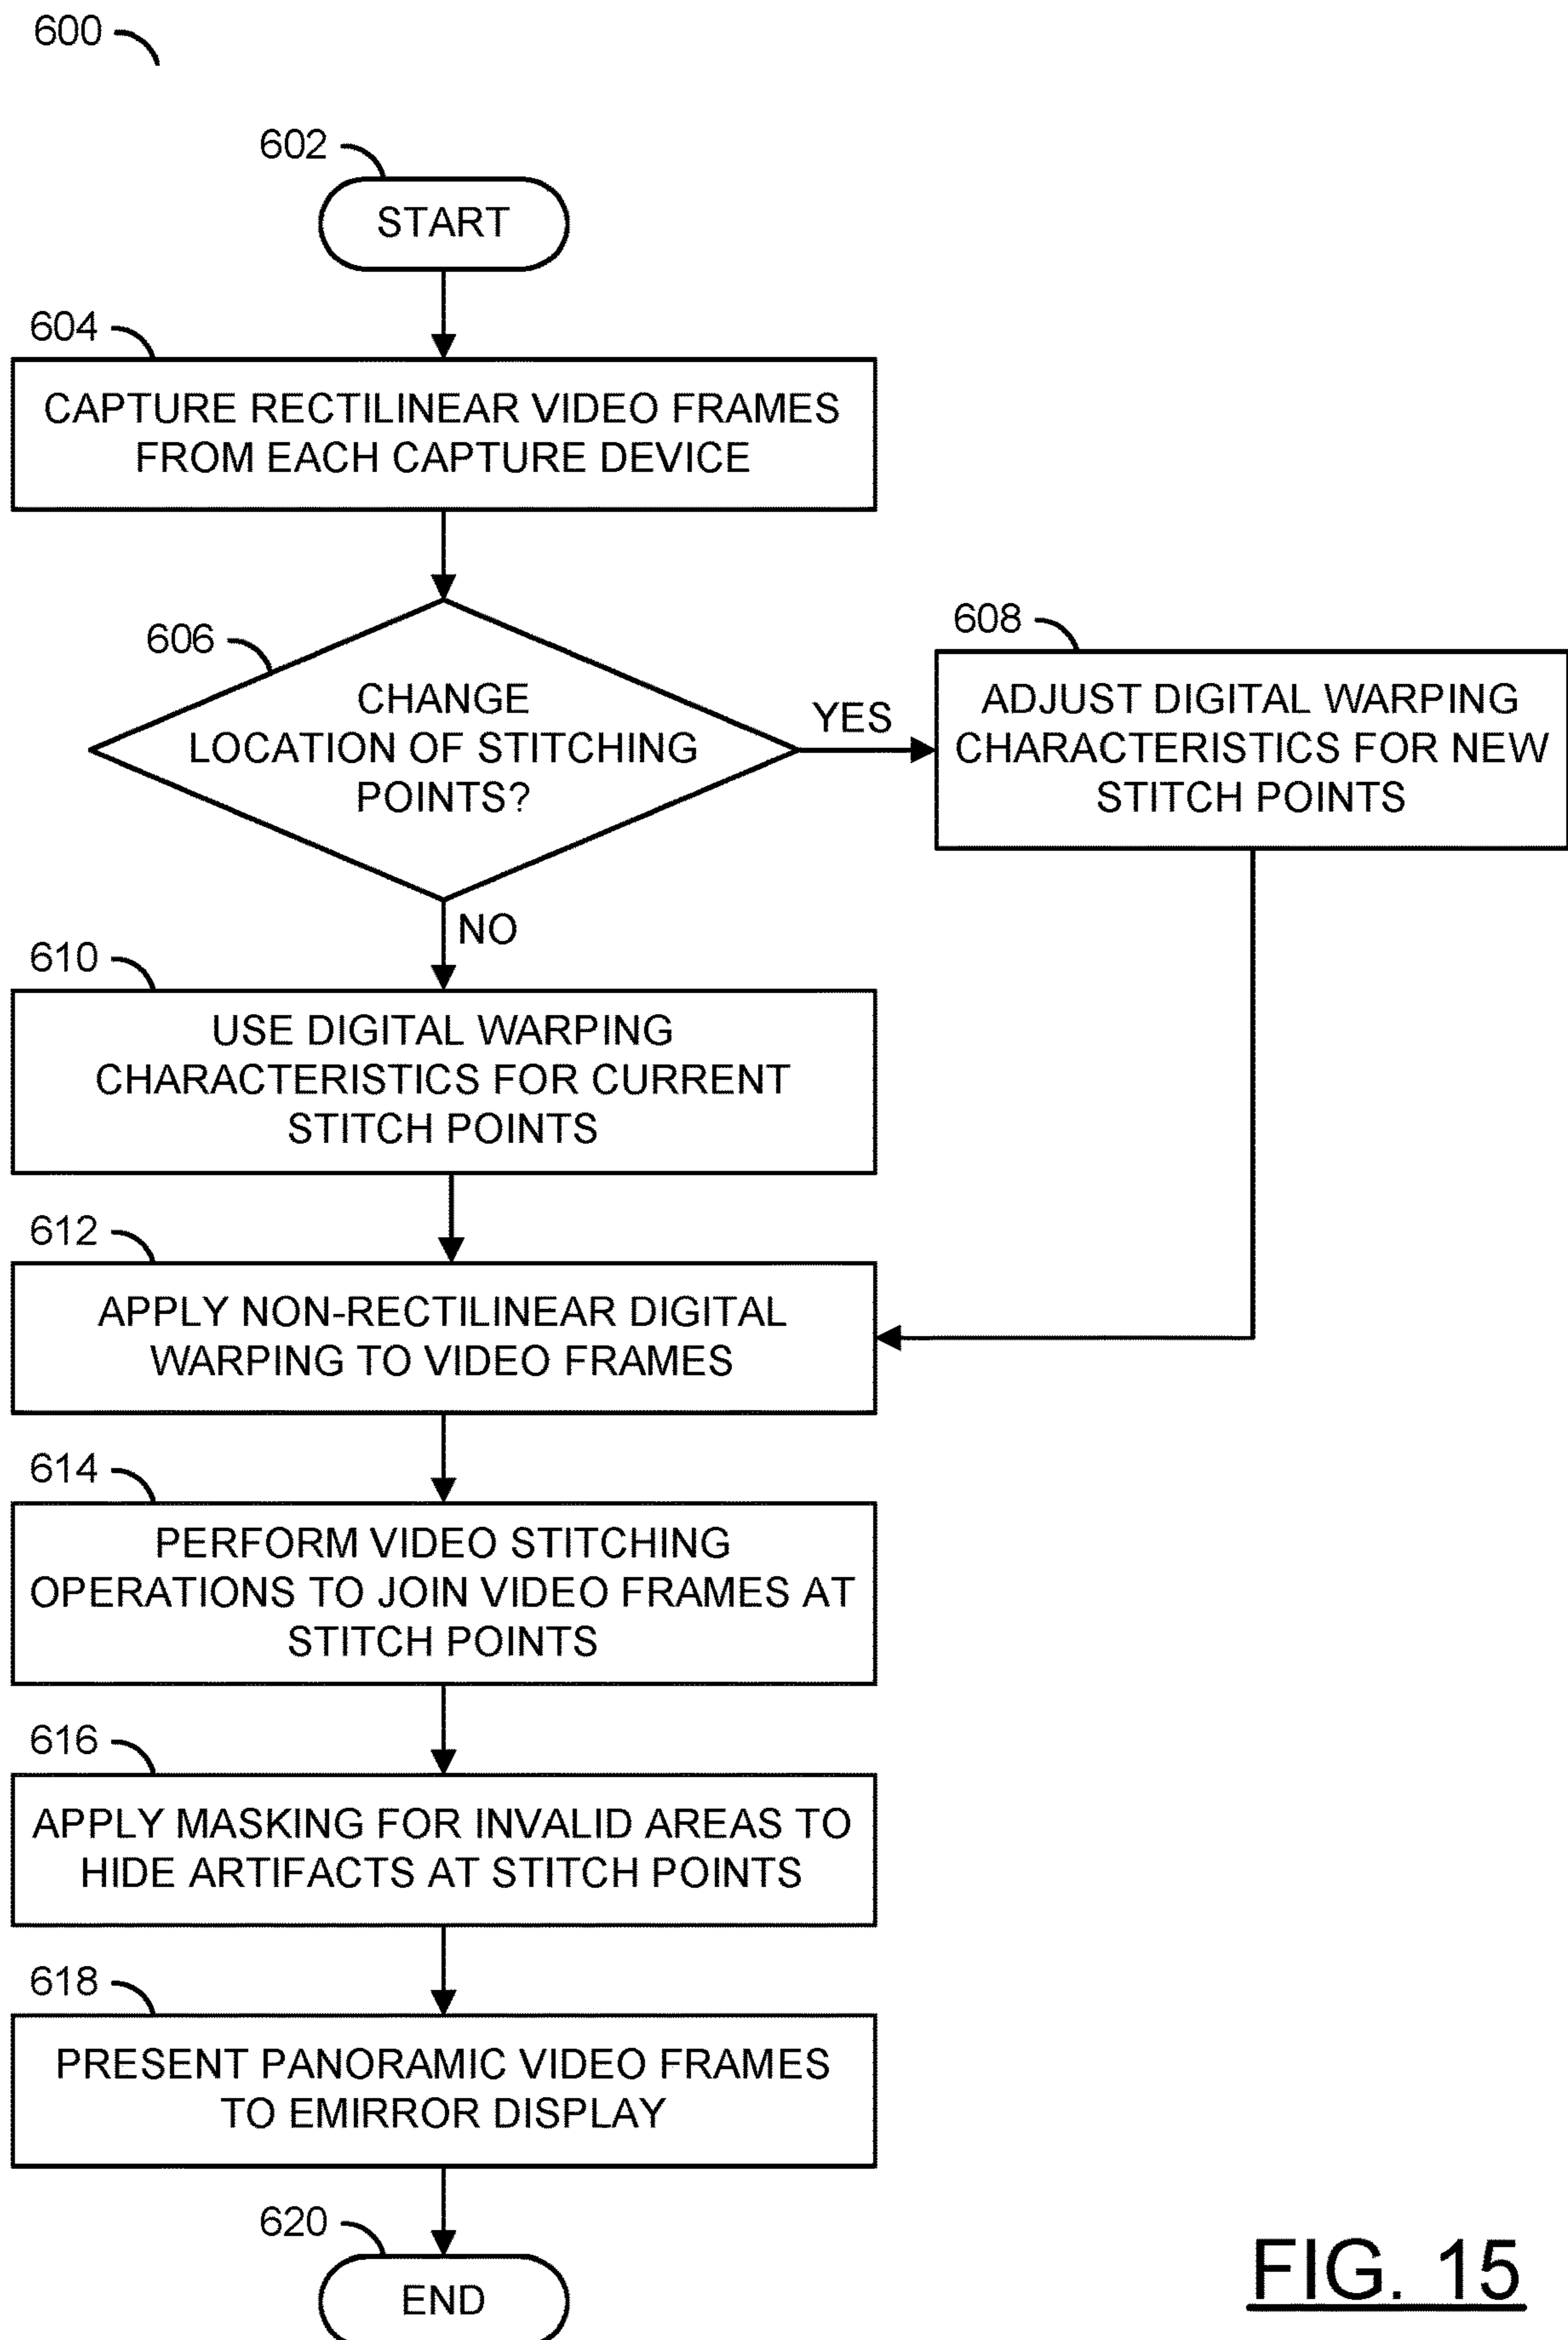 600
602
START
604
CAPTURE RECTILINEAR VIDEO FRAMES
FROM EACH CAPTURE DEVICE
606
CHANGE
LOCATION OF STITCHING
POINTS?
YES
608
ADJUST DIGITAL WARPING
CHARACTERISTICS FOR NEW
STITCH POINTS
NO
610
USE DIGITAL WARPING
CHARACTERISTICS FOR CURRENT
STITCH POINTS
612
APPLY NON-RECTILINEAR DIGITAL
WARPING TO VIDEO FRAMES
614
PERFORM VIDEO STITCHING
OPERATIONS TO JOIN VIDEO FRAMES AT
STITCH POINTS
616
APPLY MASKING FOR INVALID AREAS TO
HIDE ARTIFACTS AT STITCH POINTS
618
PRESENT PANORAMIC VIDEO FRAMES
TO EMIRROR DISPLAY
620
END
FIG. 15